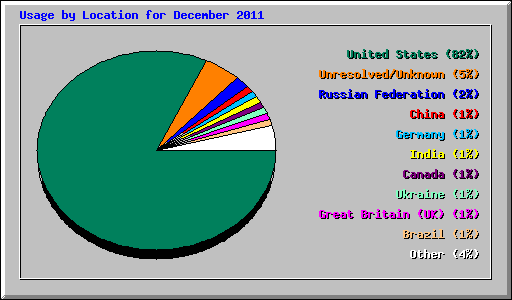 Usage by Location for December 2011
United States (82%)
Unresolved/Unknown (5%)
Russian Federation (2%)
China (1%)
Germany (1%)
India (1%)
Canada (1%)
Ukraine (1%)
Great Britain (UK) (1%)
Brazil (1%)
Other (4%)